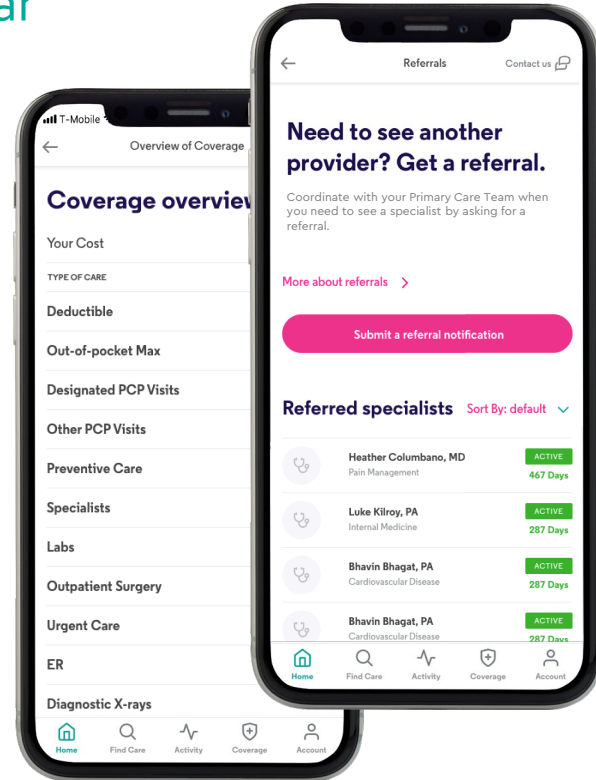 T-Mobile
Overview of Coverage
Coverage
Your Cost
TYPE OF CARE
Deductible
Out-of-pocket Max
Designated PCP Visits
Other PCP Visits
Preventive Care
Specialists
Labs
Outpatient Surgery
Urgent Care
ER
Diagnostic X-rays
Home Find Care Activity Coverage Account
Referrals
Contact us
Need to see another
provider? Get a referral.
Coordinate with your Primary Care Team when
you need to see a specialist by asking for a
referral.
More about referrals
Submit a referral notification
Referred specialists Sort By: default
Heather Columbano, MD ACTIVE
Pain Management 467 Days
Luke Kilroy, PA ACTIVE
Internal Medicine 287 Days
Bhavin Bhagat, PA ACTIVE
Cardiovascular Disease 287 Days
Bhavin Bhagat, PA ACTIVE
Cardiovascular Disease 287 Days
Home Find Care Activity Coverage Account